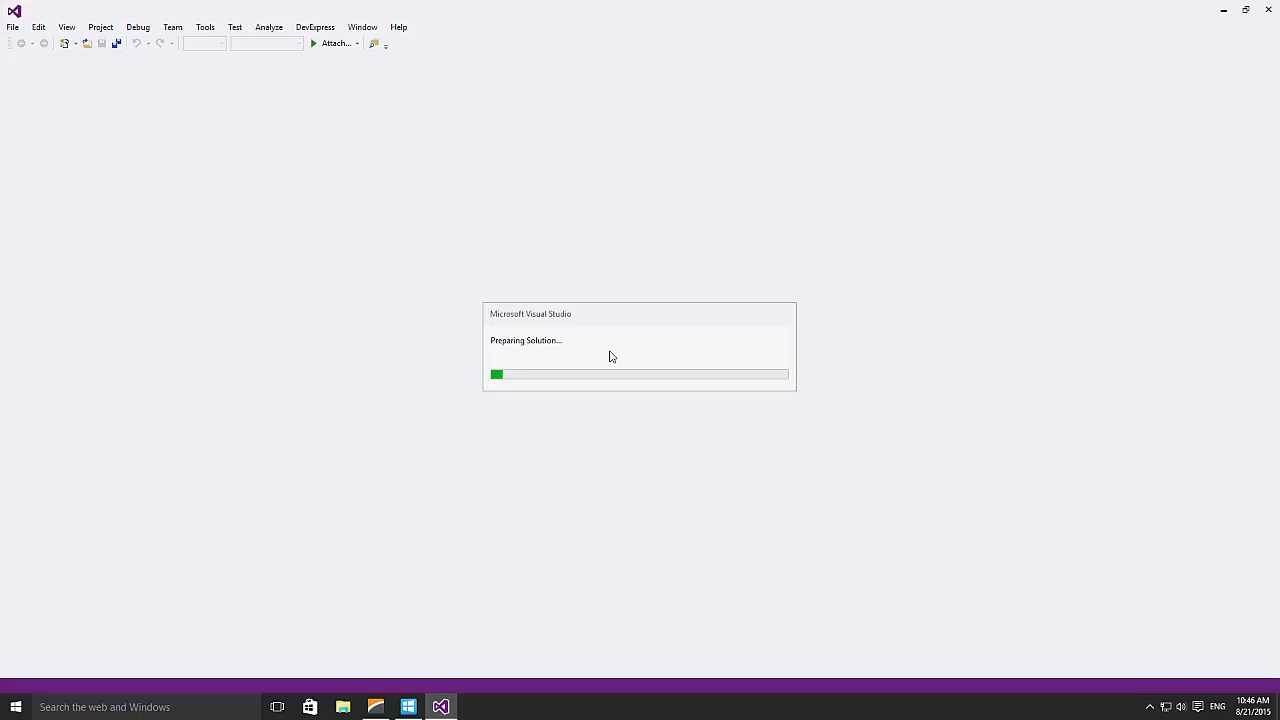 File Edit View Project Debug Team Tools Test Analyze DevExpress Window Help
Attach...
Microsoft Visual Studio
Preparing Solution...
Search the web and Windows
ENG
10:46 AM
8/21/2015